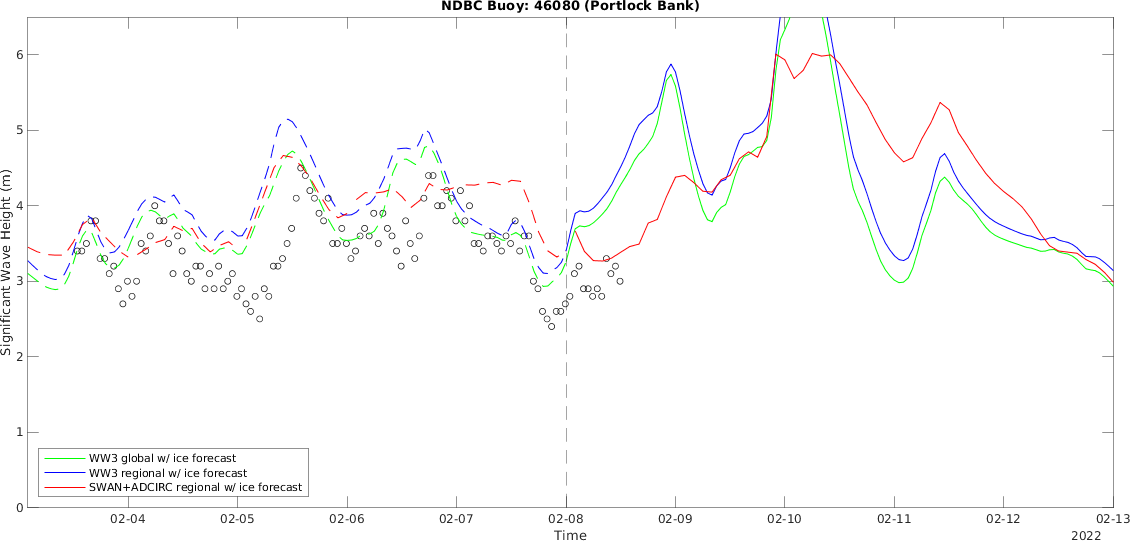 NDBC Buoy: 46080 (Portlock Bank)
Significant Wave Height (m)
6
5
4
3
2
1
0
WW3 global w/ ice forecast
WW3 regional w/ ice forecast
SWAN+ADCIRC regional w/ ice forecast
02-04 02-05 02-06 02-07 02-08 02-09 02-10 02-11 02-12 02-13
Time
2022